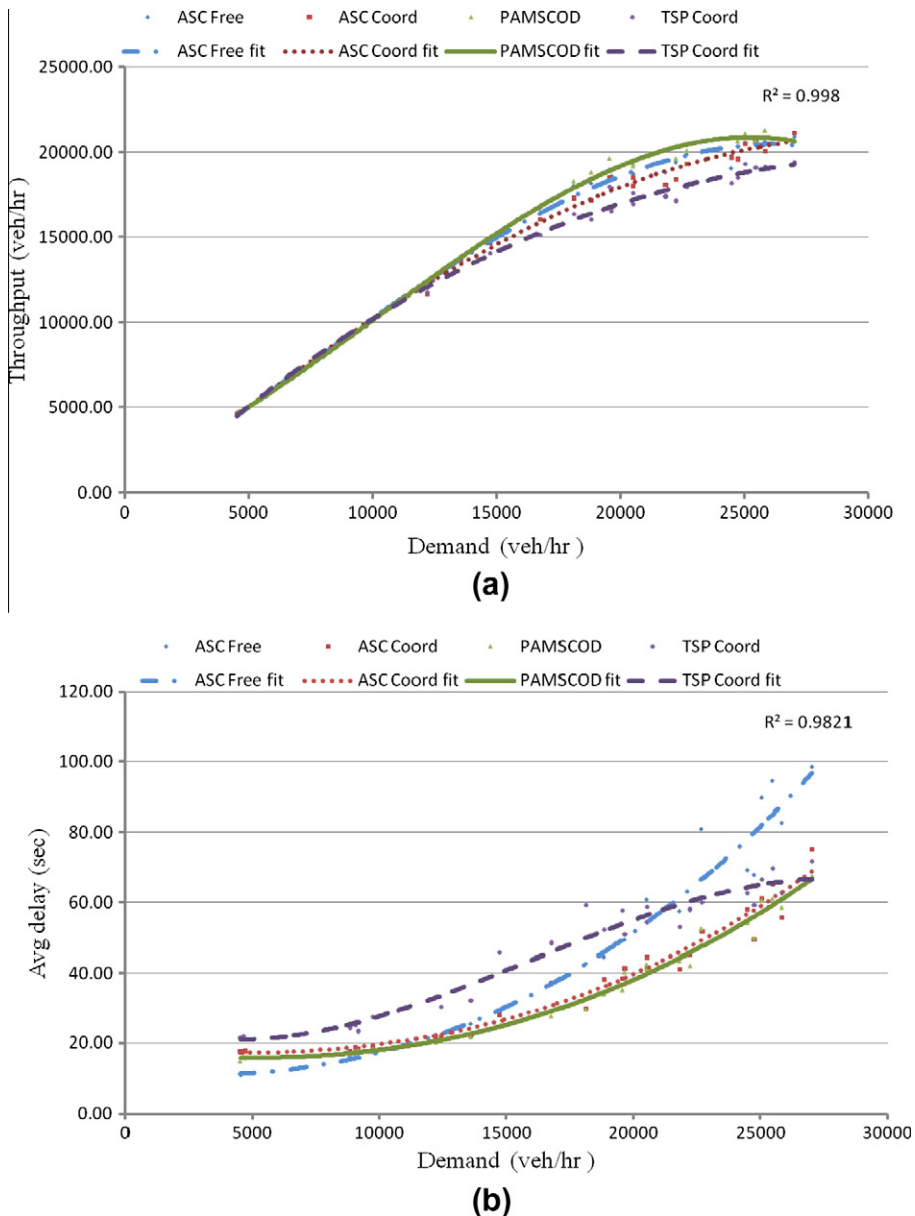 ASC Free ASC Coord PAMSCOD TSP Coord
ASC Free fit ASC Coord fit PAMSCOD fit TSP Coord fit
25000.00
R² = 0.998
20000.00
15000.00
10000.00
5000.00
0.00
Throughput (veh/hr )
0 5000 10000 15000 20000 25000 30000
Demand (veh/hr )
(a)
ASC Free ASC Coord PAMSCOD TSP Coord
ASC Free fit ASC Coord fit PAMSCOD fit TSP Coord fit
120.00
R² = 0.9821
100.00
80.00
60.00
40.00
20.00
0.00
Avg delay (sec)
0 5000 10000 15000 20000 25000 30000
Demand (veh/hr )
(b)